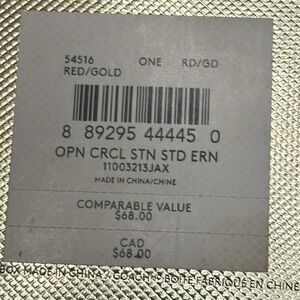 54516 ONE RD/GD
RED/GOLD
8 89295 44445 0
OPN CRCL STN STD ERN
11003213JAX
MADE IN CHINA/CHINE
COMPARABLE VALUE
$68.00
CAD
$68.00
BOX MADE IN CHINA / COACH BOÎTE FABRIQUÉE EN CHINE